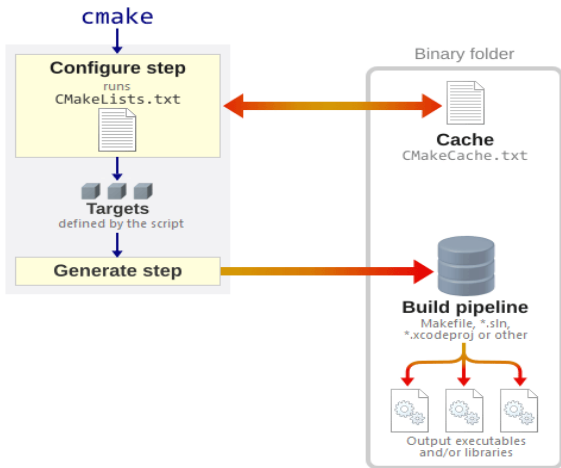 cmake
Configure step
runs
CMakeLists.txt
Targets
defined by the script
Generate step
Binary folder
Cache
CMakeCache.txt
Build pipeline
Makefile, *.sln,
*.xcodeproj or other
Output executables
and/or libraries